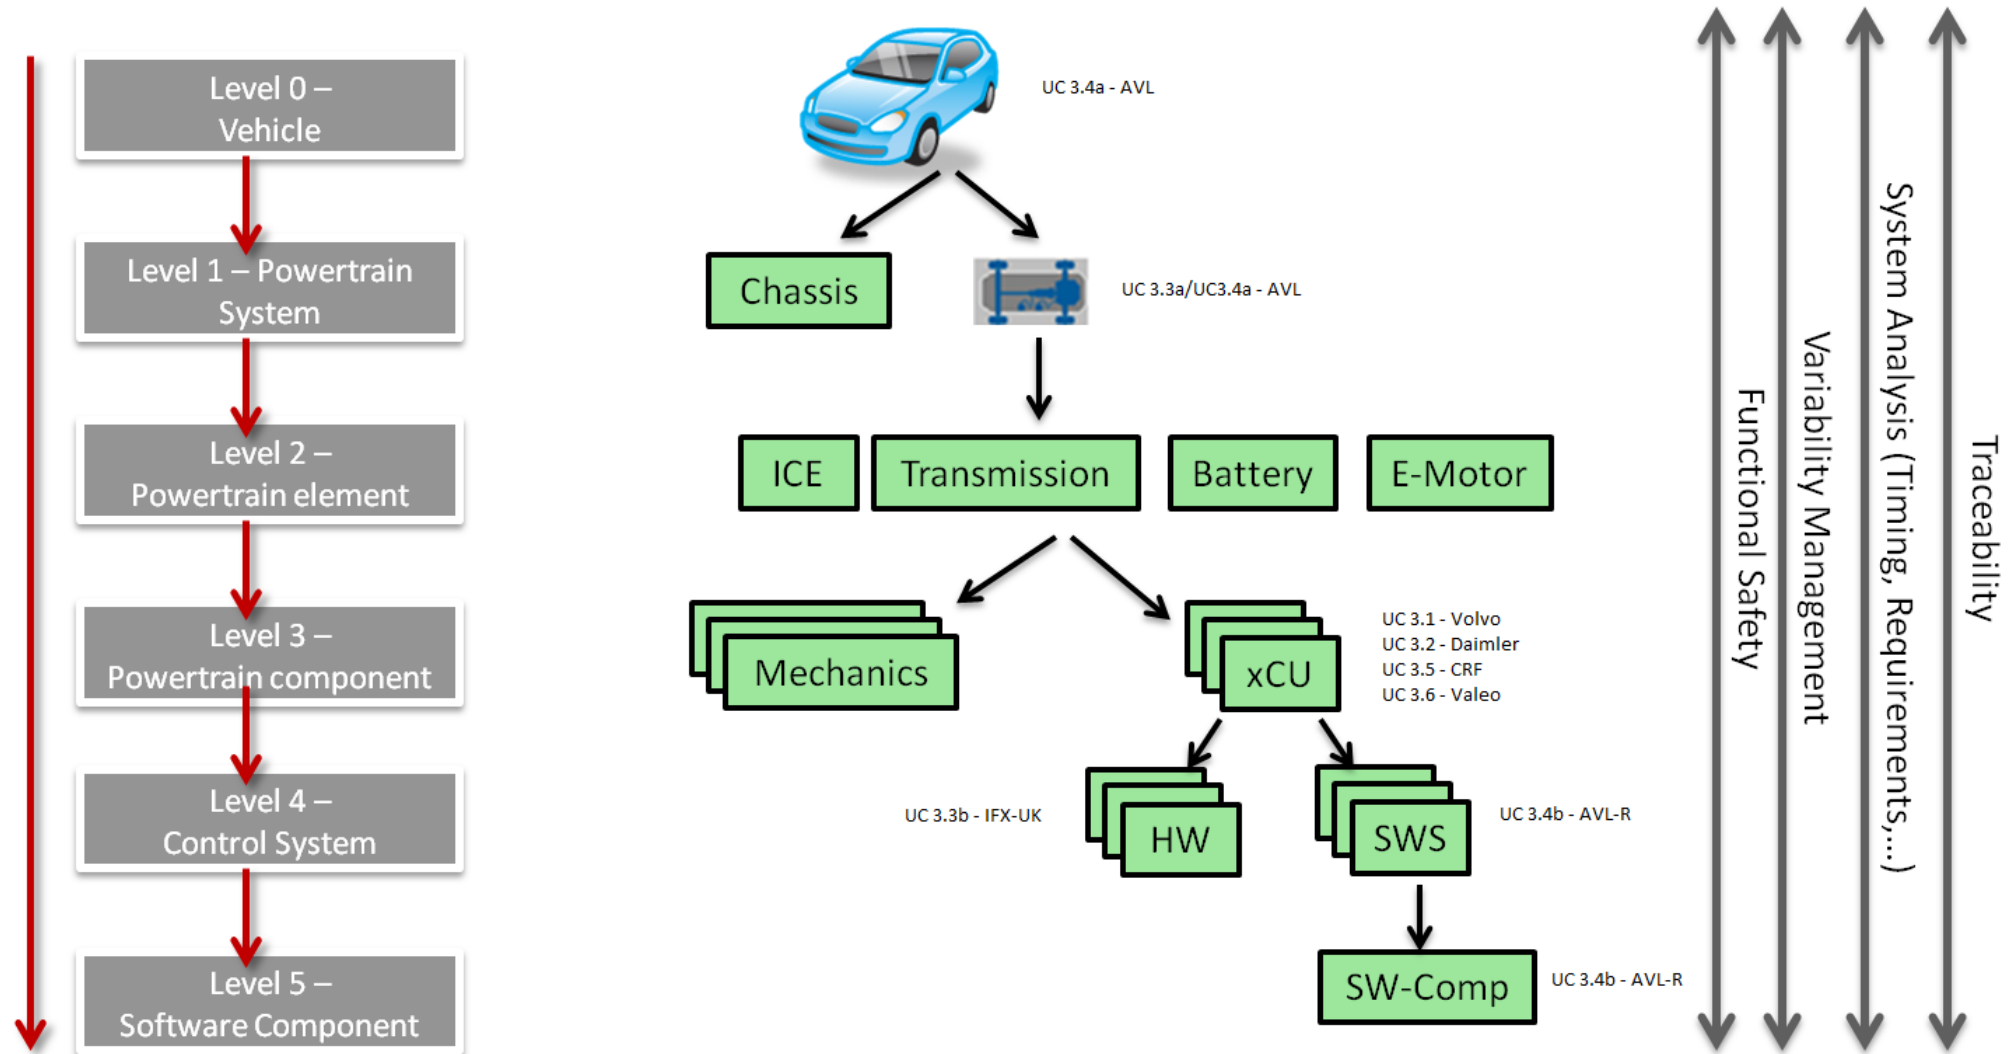 Level 0 –
Vehicle
UC 3.4a - AVL
Level 1 – Powertrain
System
Chassis
UC 3.3a/UC3.4a - AVL
Level 2 –
Powertrain element
ICE
Transmission
Battery
E-Motor
Level 3 –
Powertrain component
Mechanics
xCU
UC 3.1 - Volvo
UC 3.2 - Daimler
UC 3.5 - CRF
UC 3.6 - Valeo
Level 4 –
Control System
UC 3.3b - IFX-UK
HW
SWS
UC 3.4b - AVL-R
Level 5 –
Software Component
SW-Comp
UC 3.4b - AVL-R
Functional Safety
Variability Management
System Analysis (Timing, Requirements,...)
Traceability